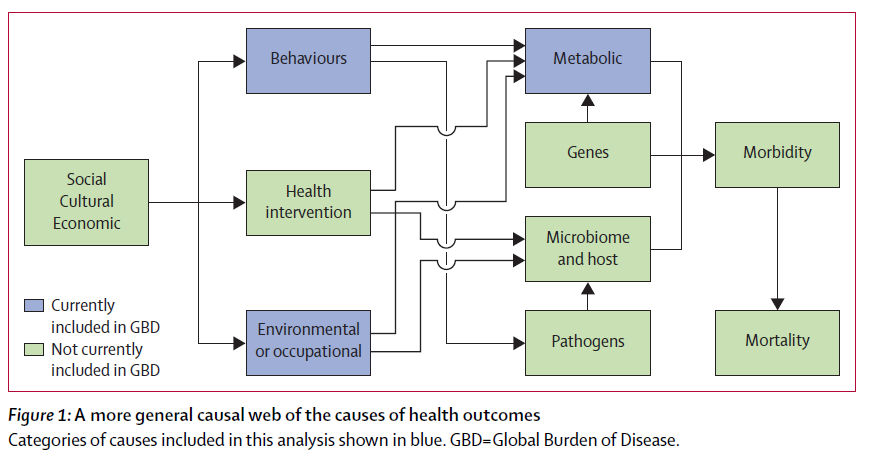 Behaviours
Metabolic
Genes
Morbidity
Social
Cultural
Economic
Health
intervention
Microbiome
and host
Currently
included in GBD
Not currently
included in GBD
Environmental
or occupational
Pathogens
Mortality
Figure 1: A more general causal web of the causes of health outcomes
Categories of causes included in this analysis shown in blue. GBD=Global Burden of Disease.